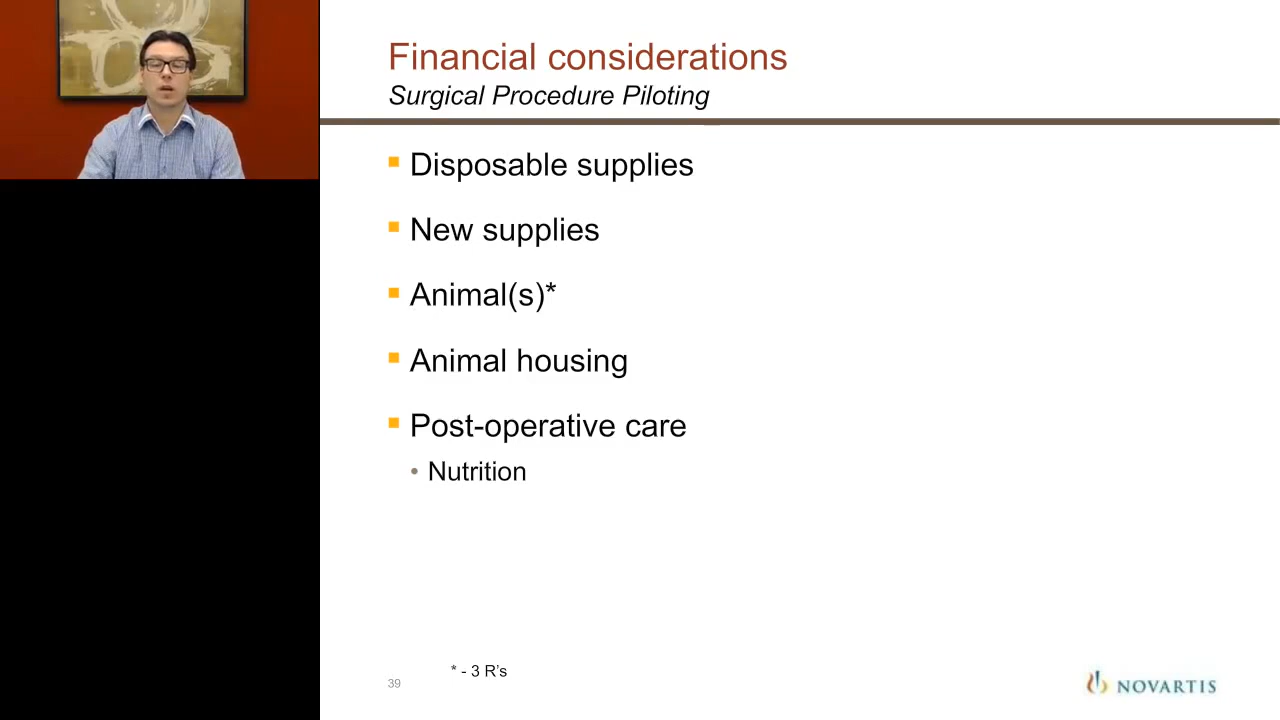 Financial considerations
Surgical Procedure Piloting
Disposable supplies
New supplies
Animal(s)*
Animal housing
Post-operative care
Nutrition
* - 3 R's
39
NOVARTIS